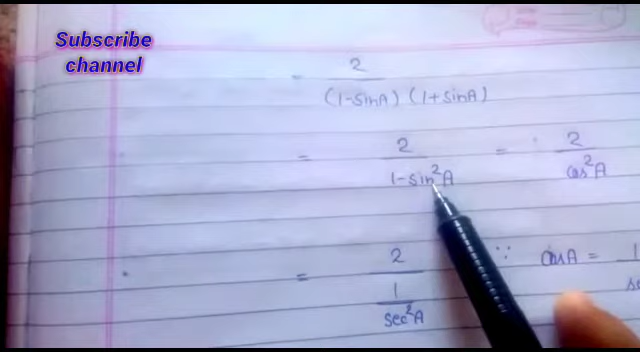 Subscribe
channel
= 2 / (1-sinA) (1+sinA)
= 2 / 1-sin²A = 2 / cos²A
= 2 / 1 / sec²A ∵ cosA = 1